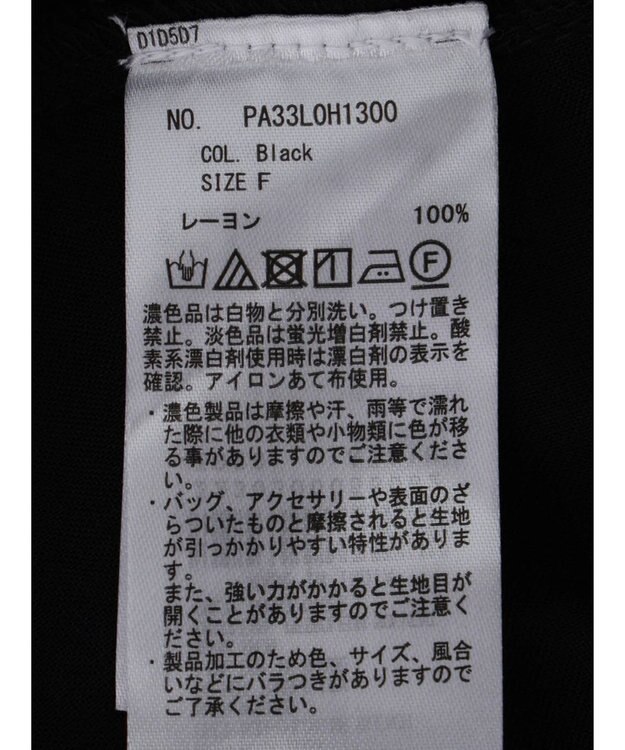 D1D5D7
NO. PA33L0H1300
COL. Black
SIZE F
レーヨン 100%
F
濃色品は白物と分別洗い。つけ置き
禁止。淡色品は蛍光増白剤禁止。酸
素系漂白剤使用時は漂白剤の表示を
確認。アイロンあて布使用。
・濃色製品は摩擦や汗、雨等で濡れ
た際に他の衣類や小物類に色が移
る事がありますのでご注意くださ
い。
・バッグ、アクセサリーや表面のざ
らついたものと摩擦されると生地
が引っかかりやすい特性がありま
す。
また、強い力がかかると生地目が
開くことがありますのでご注意く
ださい。
・製品加工のため色、サイズ、風合
いなどにバラつきがありますので
ご了承ください。